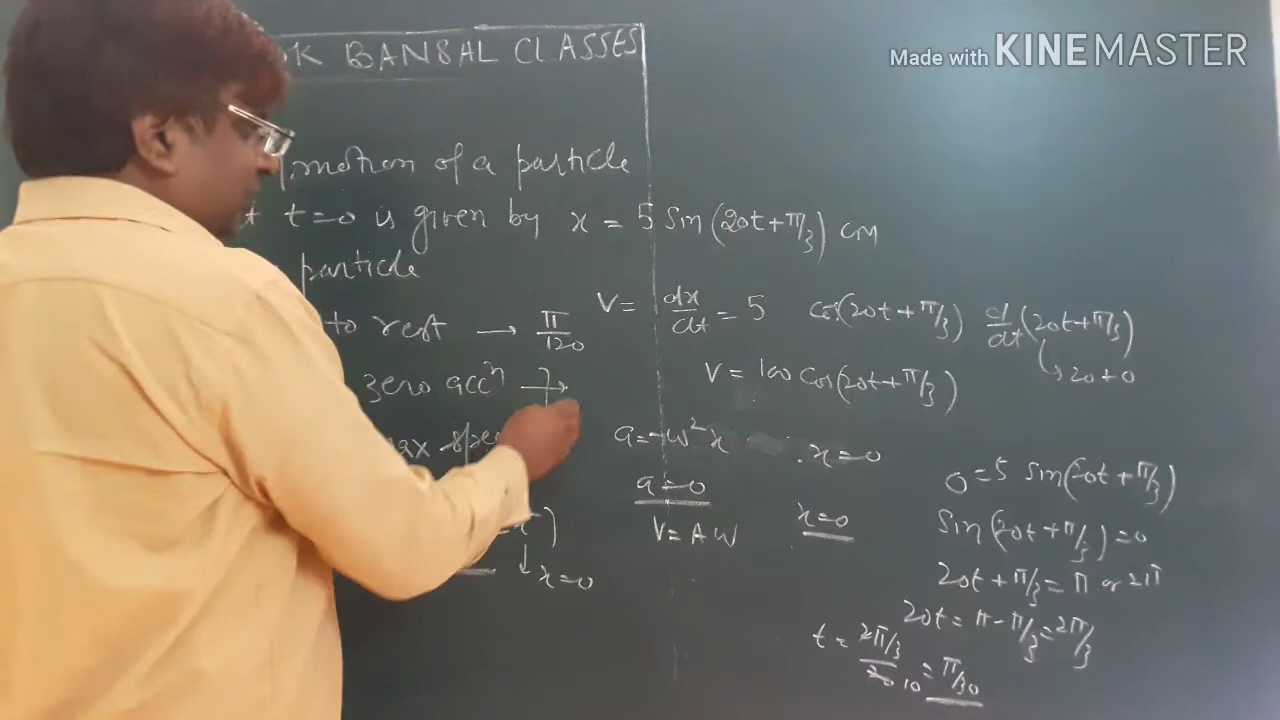 Made with KINEMASTER
BANSAL CLASSES
motion of a particle
t=0 is given by x = 5 Sin(20t+π/3) cm
particle
to rest → π/120
zero accⁿ →
V = dx/dt = 5 cos(20t+π/3) d/dt(20t+π/3)
↳ 20+0
V = 100 cos(20t+π/3)
a=-ω²x . x=0
a=0
V= Aω x=0
↓ x=0
0=5 sin(20t+π/3)
Sin(20t+π/3)=0
20t+π/3= π or 2π
20t= π-π/3=2π/3
t= 2π/3/20 10 = π/30